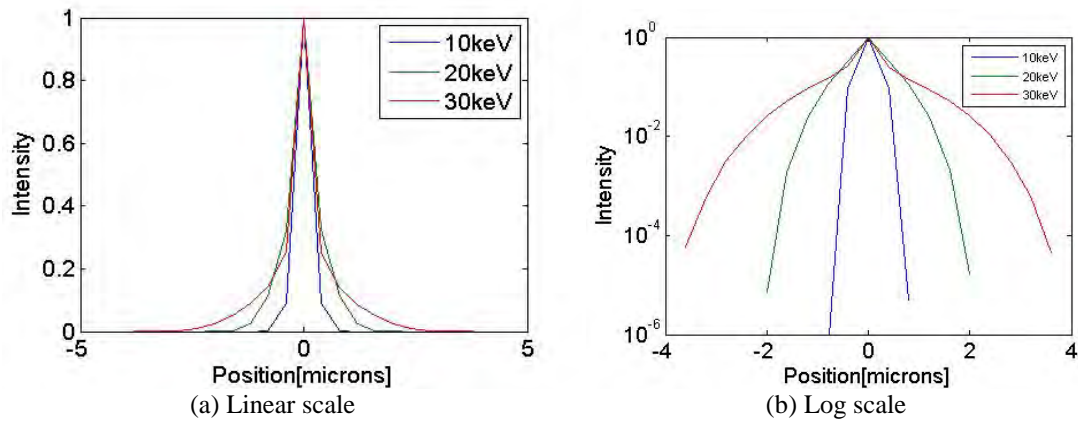 1
0.8
0.6
0.4
0.2
0
-5
0
5
Intensity
Position[microns]
10keV
20keV
30keV
(a) Linear scale
10^0
10^-2
10^-4
10^-6
-4
-2
0
2
4
Intensity
Position[microns]
10keV
20keV
30keV
(b) Log scale